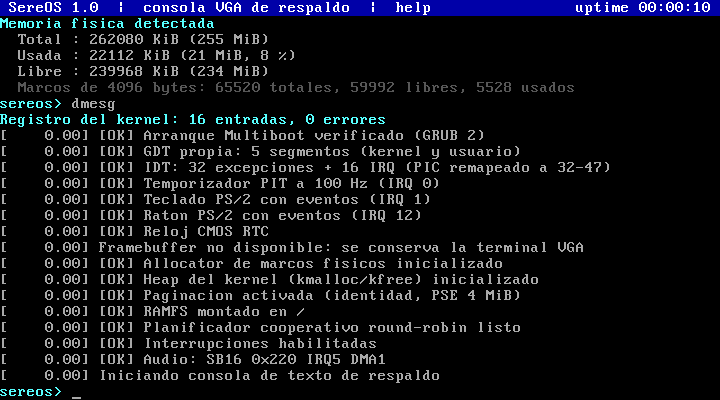 SereOS 1.0 | consola VGA de respaldo | help uptime 00:00:10
Memoria fisica detectada
Total : 262080 KiB (255 MiB)
Usada : 22112 KiB (21 MiB, 8 %)
Libre : 239968 KiB (234 MiB)
Marcos de 4096 bytes: 65520 totales, 59992 libres, 5528 usados
sereos> dmesg
Registro del kernel: 16 entradas, 0 errores
[    0.00] [OK] Arranque Multiboot verificado (GRUB 2)
[    0.00] [OK] GDT propia: 5 segmentos (kernel y usuario)
[    0.00] [OK] IDT: 32 excepciones + 16 IRQ (PIC remapeado a 32-47)
[    0.00] [OK] Temporizador PIT a 100 Hz (IRQ 0)
[    0.00] [OK] Teclado PS/2 con eventos (IRQ 1)
[    0.00] [OK] Raton PS/2 con eventos (IRQ 12)
[    0.00] [OK] Reloj CMOS RTC
[    0.00] Framebuffer no disponible: se conserva la terminal VGA
[    0.00] [OK] Allocator de marcos fisicos inicializado
[    0.00] [OK] Heap del kernel (kmalloc/kfree) inicializado
[    0.00] [OK] Paginacion activada (identidad, PSE 4 MiB)
[    0.00] [OK] RAMFS montado en /
[    0.00] [OK] Planificador cooperativo round-robin listo
[    0.00] [OK] Interrupciones habilitadas
[    0.00] [OK] Audio: SB16 0x220 IRQ5 DMA1
[    0.00] [OK] Iniciando consola de texto de respaldo
sereos> _